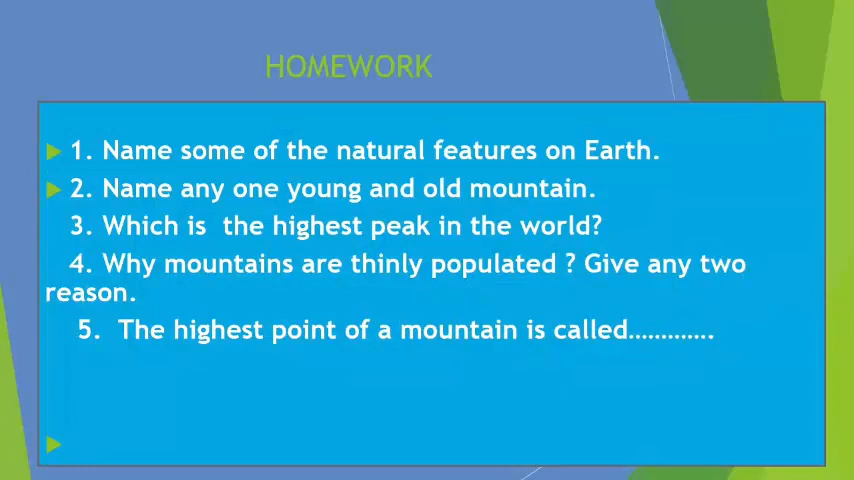 HOMEWORK
1. Name some of the natural features on Earth.
2. Name any one young and old mountain.
3. Which is the highest peak in the world?
4. Why mountains are thinly populated ? Give any two
reason.
5. The highest point of a mountain is called.............